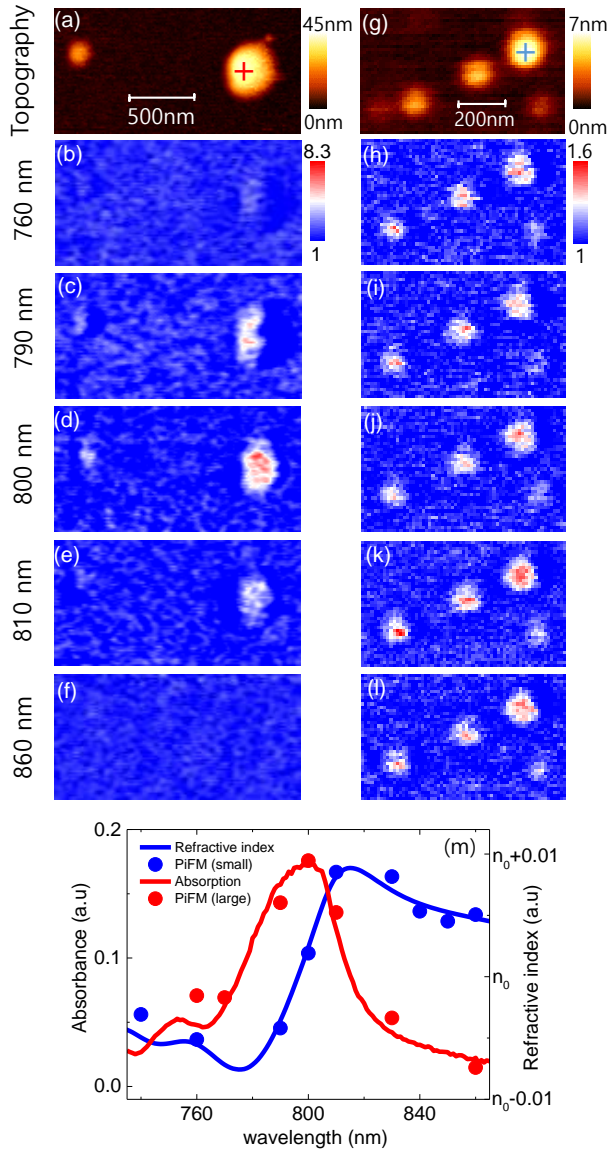 Topography
(a)
45nm
500nm
0nm
(g)
7nm
200nm
0nm
760 nm
(b)
8.3
1
(h)
1.6
1
790 nm
(c)
(i)
800 nm
(d)
(j)
810 nm
(e)
(k)
860 nm
(f)
(l)
(m)
Refractive index
PiFM (small)
Absorption
PiFM (large)
0.2
0.1
0.0
Absorbance (a.u)
n0+0.01
n0
n0-0.01
Refractive index (a.u)
760
800
840
wavelength (nm)